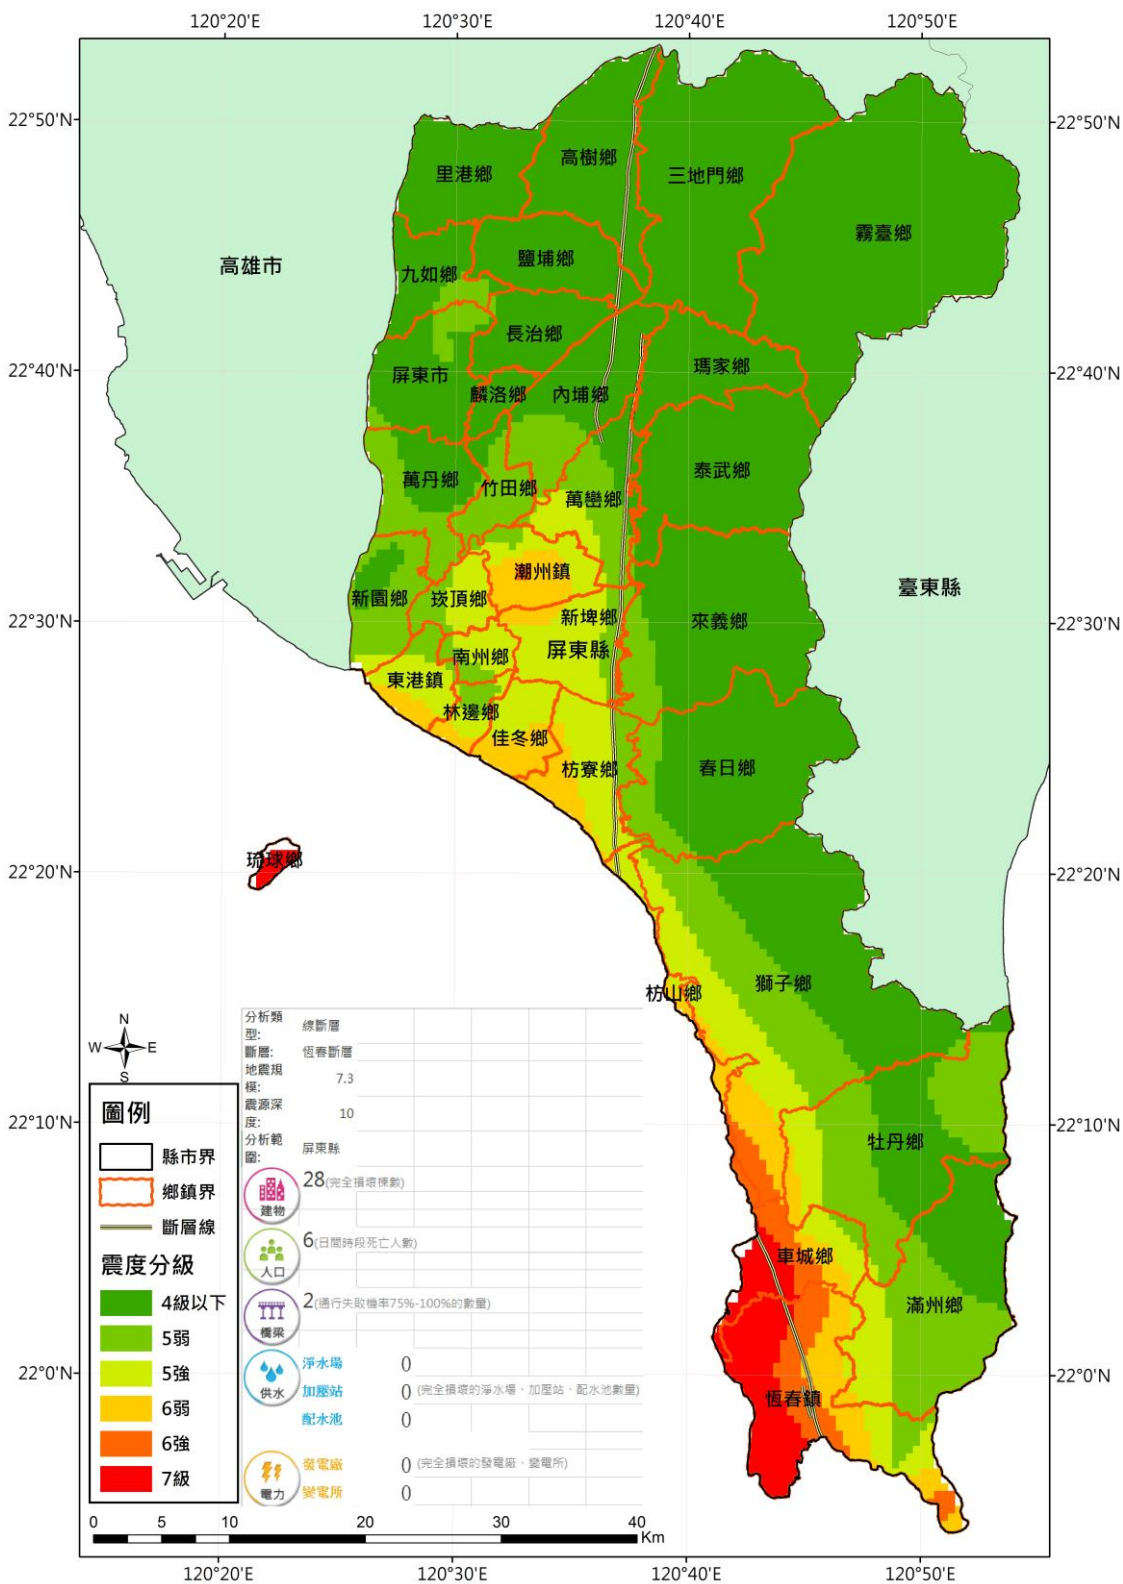 120°20'E
120°30'E
120°40'E
120°50'E
22°50'N
22°50'N
高樹鄉
里港鄉
三地門鄉
霧臺鄉
高雄市
鹽埔鄉
九如鄉
長治鄉
22°40'N
屏東市
瑪家鄉
22°40'N
麟洛鄉
內埔鄉
萬丹鄉
竹田鄉
泰武鄉
萬巒鄉
潮州鎮
臺東縣
新園鄉
崁頂鄉
22°30'N
新埤鄉
來義鄉
22°30'N
南州鄉
屏東縣
東港鎮
林邊鄉
佳冬鄉
枋寮鄉
春日鄉
琉球鄉
22°20'N
22°20'N
枋山鄉
獅子鄉
N
W
E
S
分析類型:
線斷層
斷層:
恆春斷層
地震規模:
7.3
震源深度:
10
分析範圍:
屏東縣
22°10'N
22°10'N
牡丹鄉
車城鄉
滿州鄉
恆春鎮
22°0'N
22°0'N
圖例
縣市界
鄉鎮界
斷層線
震度分級
4級以下
5弱
5強
6弱
6強
7級
建物
28(完全損壞棟數)
人口
6(日間時段死亡人數)
橋梁
2(通行失敗機率75%-100%的數量)
供水
淨水場 0
加壓站 0 (完全損壞的淨水場、加壓站、配水池數量)
配水池 0
電力
發電廠 0 (完全損壞的發電廠、變電所)
變電所 0
0 5 10 20 30 40
Km
120°20'E
120°30'E
120°40'E
120°50'E